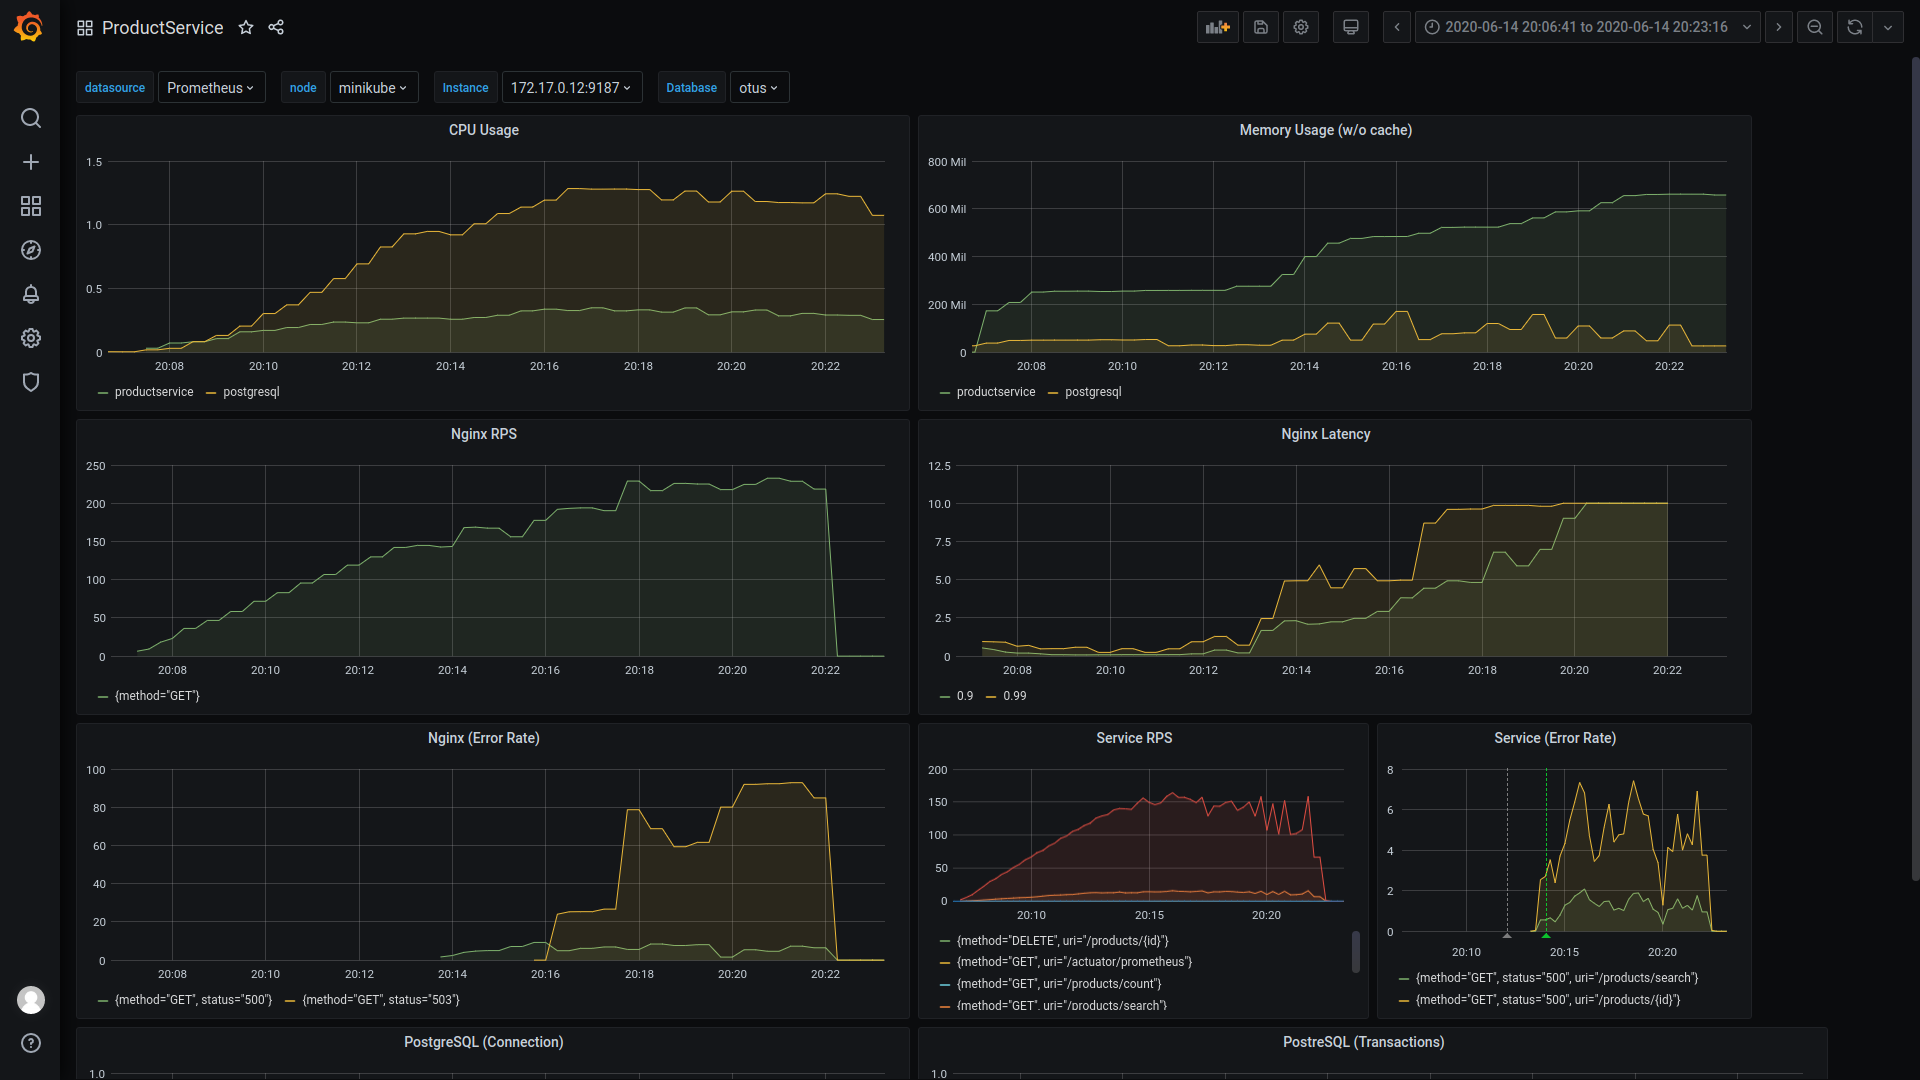 ProductService
2020-06-14 20:06:41 to 2020-06-14 20:23:16
datasource Prometheus node minikube Instance 172.17.0.12:9187 Database otus
CPU Usage
1.5
1.0
0.5
0
20:08 20:10 20:12 20:14 20:16 20:18 20:20 20:22
productservice postgresql
Memory Usage (w/o cache)
800 Mil
600 Mil
400 Mil
200 Mil
0
20:08 20:10 20:12 20:14 20:16 20:18 20:20 20:22
productservice postgresql
Nginx RPS
250
200
150
100
50
0
20:08 20:10 20:12 20:14 20:16 20:18 20:20 20:22
{method="GET"}
Nginx Latency
12.5
10.0
7.5
5.0
2.5
0
20:08 20:10 20:12 20:14 20:16 20:18 20:20 20:22
0.9 0.99
Nginx (Error Rate)
100
80
60
40
20
0
20:08 20:10 20:12 20:14 20:16 20:18 20:20 20:22
{method="GET", status="500"} {method="GET", status="503"}
Service RPS
200
150
100
50
0
20:10 20:15 20:20
{method="DELETE", uri="/products/{id}"}
{method="GET", uri="/actuator/prometheus"}
{method="GET", uri="/products/count"}
{method="GET", uri="/products/search"}
Service (Error Rate)
8
6
4
2
0
20:10 20:15 20:20
{method="GET", status="500", uri="/products/search"}
{method="GET", status="500", uri="/products/{id}"}
PostgreSQL (Connection)
1.0
PostreSQL (Transactions)
1.0